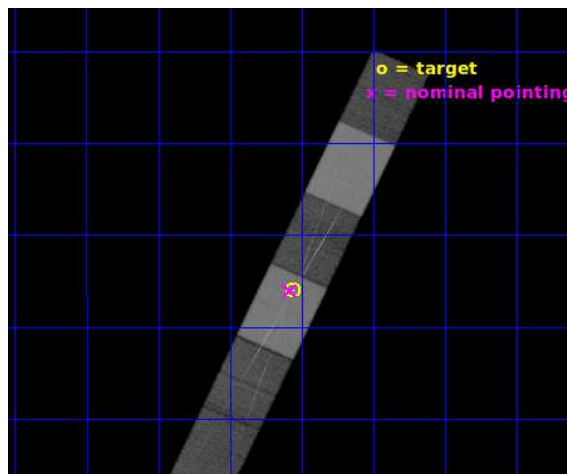 o = target
x = nominal pointing